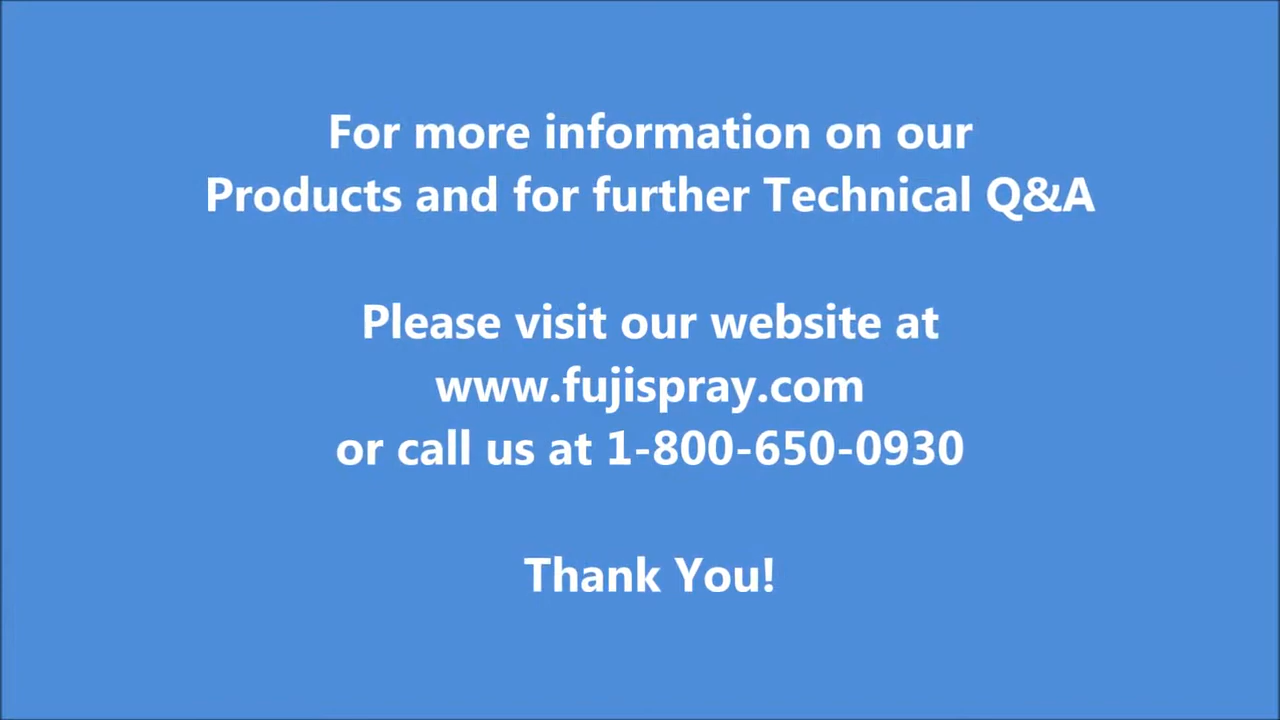 For more information on our
Products and for further Technical Q&A
Please visit our website at
www.fujispray.com
or call us at 1-800-650-0930
Thank You!